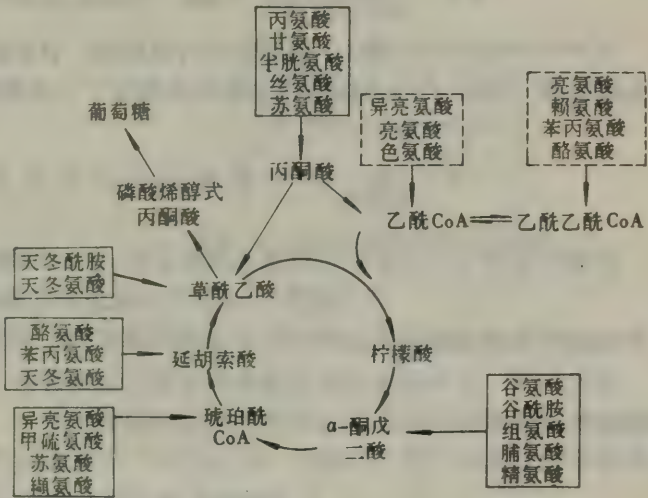 丙氨酸
甘氨酸
半胱氨酸
丝氨酸
苏氨酸
异亮氨酸
亮氨酸
色氨酸
亮氨酸
赖氨酸
苯丙氨酸
酪氨酸
葡萄糖
丙酮酸
磷酸烯醇式
丙酮酸
乙酰CoA
乙酰乙酰CoA
天冬酰胺
天冬氨酸
草酰乙酸
酪氨酸
苯丙氨酸
天冬氨酸
延胡索酸
柠檬酸
异亮氨酸
甲硫氨酸
苏氨酸
缬氨酸
琥珀酰
CoA
α-酮戊
二酸
谷氨酸
谷酰胺
组氨酸
脯氨酸
精氨酸